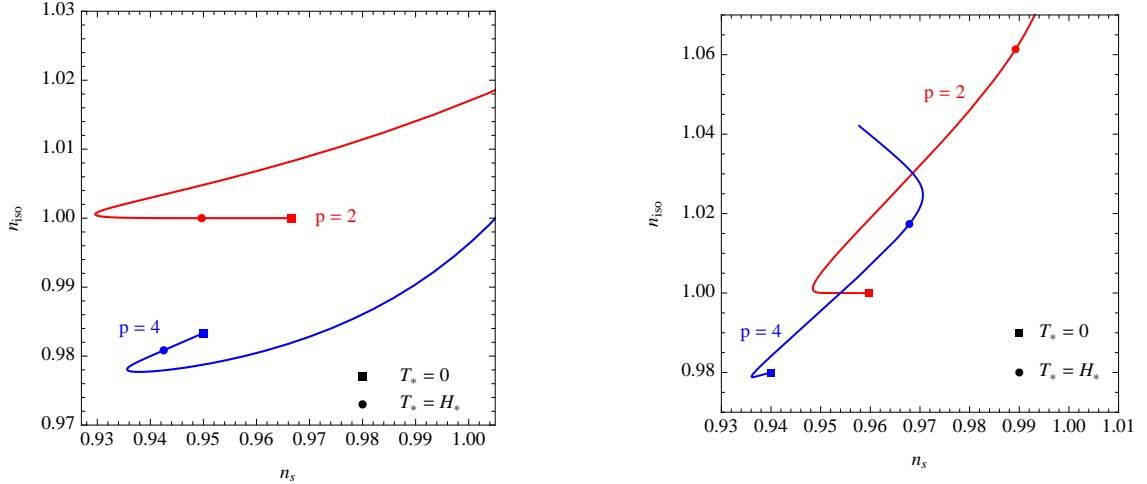 1.03
1.02
1.01
1.00
0.99
0.98
0.97
n_iso
p = 2
p = 4
T_* = 0
T_* = H_*
0.93 0.94 0.95 0.96 0.97 0.98 0.99 1.00
n_s
1.06
1.04
1.02
1.00
0.98
n_iso
p = 2
p = 4
T_* = 0
T_* = H_*
0.93 0.94 0.95 0.96 0.97 0.98 0.99 1.00 1.01
n_s